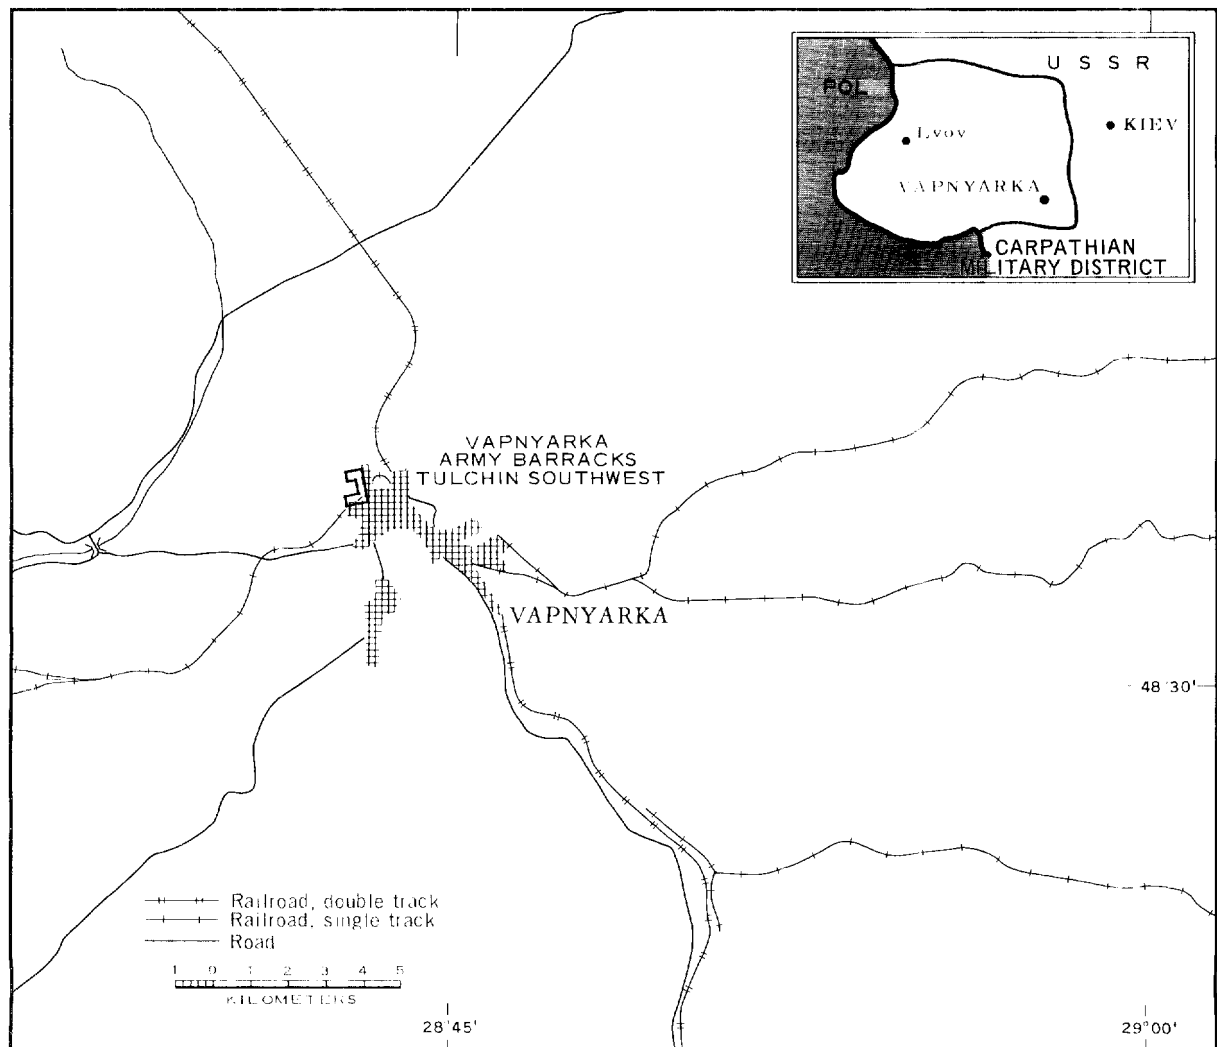 U S S R
POL
KIEV
Lvov
VAPNYARKA
CARPATHIAN
MILITARY DISTRICT
VAPNYARKA
ARMY BARRACKS
TULCHIN SOUTHWEST
VAPNYARKA
48°30'
Railroad, double track
Railroad, single track
Road
1 0 1 2 3 4 5
KILOMETERS
28°45'
29°00'